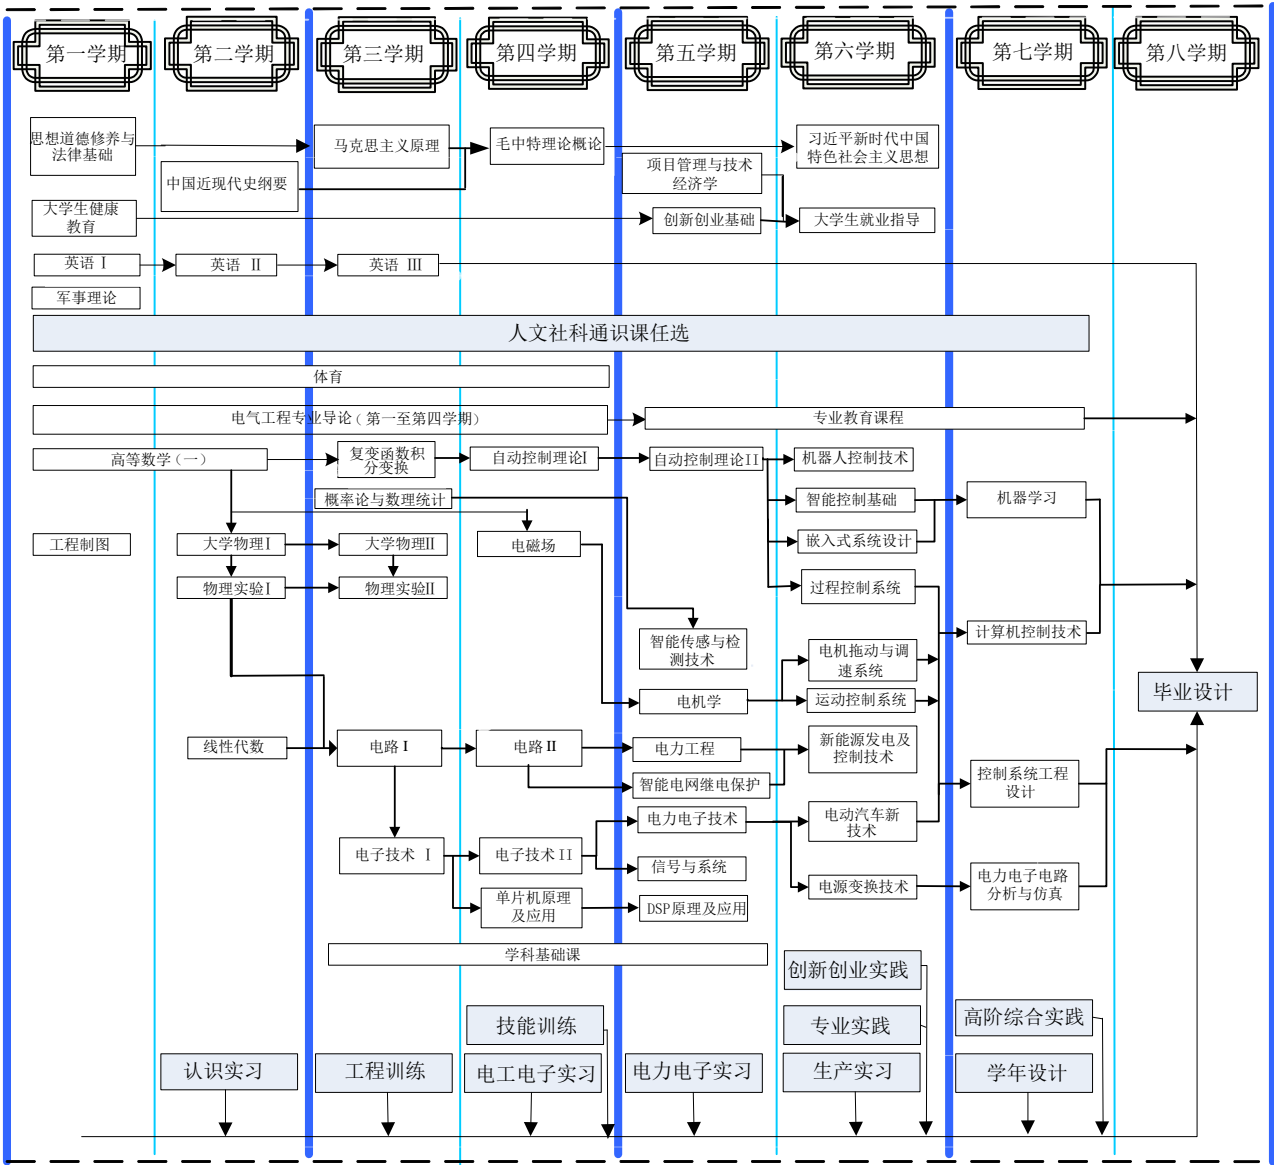 第一学期
第二学期
第三学期
第四学期
第五学期
第六学期
第七学期
第八学期
思想道德修养与
法律基础
马克思主义原理
毛中特理论概论
习近平新时代中国
特色社会主义思想
中国近现代史纲要
项目管理与技术
经济学
大学生健康
教育
创新创业基础
大学生就业指导
英语 I
英语 II
英语 III
军事理论
人文社科通识课任选
体育
电气工程专业导论(第一至第四学期)
专业教育课程
高等数学(一)
复变函数积
分变换
自动控制理论I
自动控制理论II
机器人控制技术
概率论与数理统计
智能控制基础
机器学习
工程制图
大学物理I
大学物理II
电磁场
嵌入式系统设计
物理实验I
物理实验II
过程控制系统
智能传感与检
测技术
计算机控制技术
电机拖动与调
速系统
电机学
运动控制系统
毕业设计
线性代数
电路 I
电路 II
电力工程
新能源发电及
控制技术
智能电网继电保护
控制系统工程
设计
电力电子技术
电动汽车新
技术
电子技术 I
电子技术 II
信号与系统
电源变换技术
电力电子电路
分析与仿真
单片机原理
及应用
DSP原理及应用
学科基础课
创新创业实践
技能训练
专业实践
高阶综合实践
认识实习
工程训练
电工电子实习
电力电子实习
生产实习
学年设计